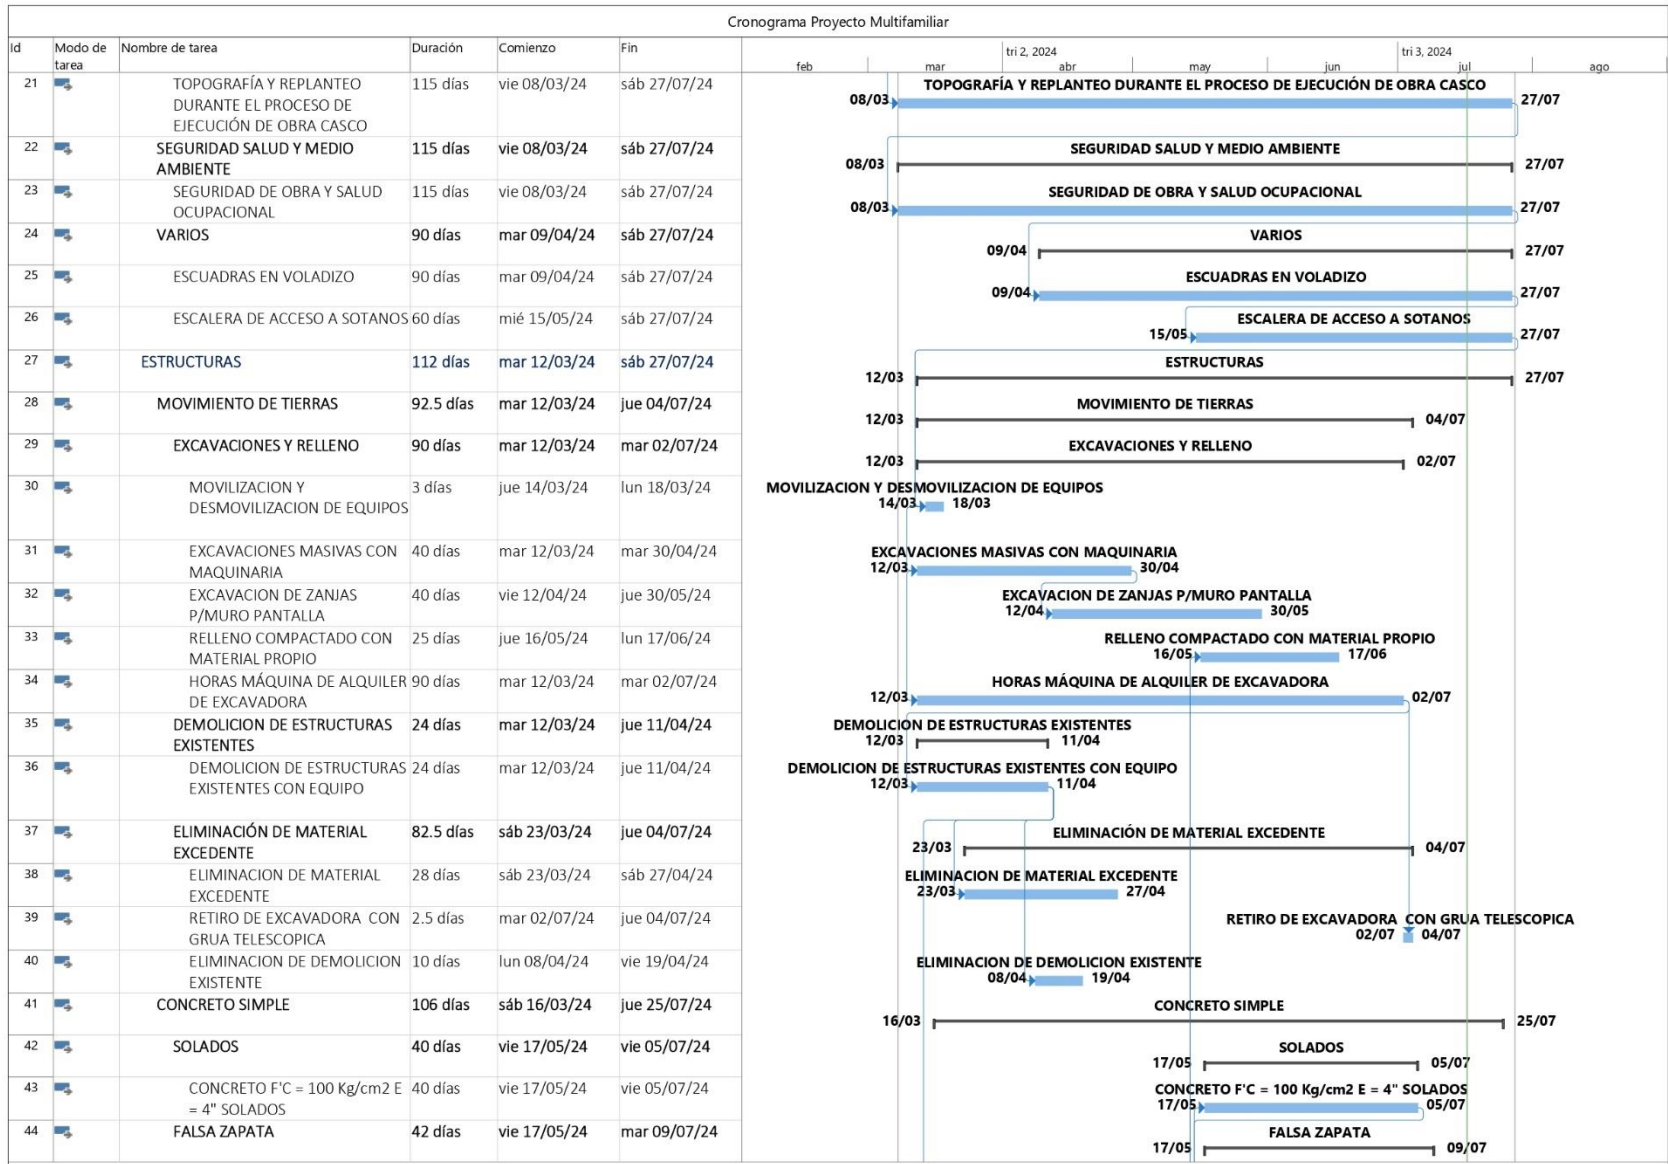 Cronograma Proyecto Multifamiliar
Id Modo de tarea Nombre de tarea Duración Comienzo Fin
tri 2, 2024 tri 3, 2024
feb mar abr may jun jul ago
21 TOPOGRAFÍA Y REPLANTEO DURANTE EL PROCESO DE EJECUCIÓN DE OBRA CASCO 115 días vie 08/03/24 sáb 27/07/24
TOPOGRAFÍA Y REPLANTEO DURANTE EL PROCESO DE EJECUCIÓN DE OBRA CASCO
08/03 27/07
22 SEGURIDAD SALUD Y MEDIO AMBIENTE 115 días vie 08/03/24 sáb 27/07/24
SEGURIDAD SALUD Y MEDIO AMBIENTE
08/03 27/07
23 SEGURIDAD DE OBRA Y SALUD OCUPACIONAL 115 días vie 08/03/24 sáb 27/07/24
SEGURIDAD DE OBRA Y SALUD OCUPACIONAL
08/03 27/07
24 VARIOS 90 días mar 09/04/24 sáb 27/07/24
VARIOS
09/04 27/07
25 ESCUADRAS EN VOLADIZO 90 días mar 09/04/24 sáb 27/07/24
ESCUADRAS EN VOLADIZO
09/04 27/07
26 ESCALERA DE ACCESO A SOTANOS 60 días mié 15/05/24 sáb 27/07/24
ESCALERA DE ACCESO A SOTANOS
15/05 27/07
27 ESTRUCTURAS 112 días mar 12/03/24 sáb 27/07/24
ESTRUCTURAS
12/03 27/07
28 MOVIMIENTO DE TIERRAS 92.5 días mar 12/03/24 jue 04/07/24
MOVIMIENTO DE TIERRAS
12/03 04/07
29 EXCAVACIONES Y RELLENO 90 días mar 12/03/24 mar 02/07/24
EXCAVACIONES Y RELLENO
12/03 02/07
30 MOVILIZACION Y DESMOVILIZACION DE EQUIPOS 3 días jue 14/03/24 lun 18/03/24
MOVILIZACION Y DESMOVILIZACION DE EQUIPOS
14/03 18/03
31 EXCAVACIONES MASIVAS CON MAQUINARIA 40 días mar 12/03/24 mar 30/04/24
EXCAVACIONES MASIVAS CON MAQUINARIA
12/03 30/04
32 EXCAVACION DE ZANJAS P/MURO PANTALLA 40 días vie 12/04/24 jue 30/05/24
EXCAVACION DE ZANJAS P/MURO PANTALLA
12/04 30/05
33 RELLENO COMPACTADO CON MATERIAL PROPIO 25 días jue 16/05/24 lun 17/06/24
RELLENO COMPACTADO CON MATERIAL PROPIO
16/05 17/06
34 HORAS MÁQUINA DE ALQUILER DE EXCAVADORA 90 días mar 12/03/24 mar 02/07/24
HORAS MÁQUINA DE ALQUILER DE EXCAVADORA
12/03 02/07
35 DEMOLICION DE ESTRUCTURAS EXISTENTES 24 días mar 12/03/24 jue 11/04/24
DEMOLICION DE ESTRUCTURAS EXISTENTES
12/03 11/04
36 DEMOLICION DE ESTRUCTURAS EXISTENTES CON EQUIPO 24 días mar 12/03/24 jue 11/04/24
DEMOLICION DE ESTRUCTURAS EXISTENTES CON EQUIPO
12/03 11/04
37 ELIMINACIÓN DE MATERIAL EXCEDENTE 82.5 días sáb 23/03/24 jue 04/07/24
ELIMINACIÓN DE MATERIAL EXCEDENTE
23/03 04/07
38 ELIMINACION DE MATERIAL EXCEDENTE 28 días sáb 23/03/24 sáb 27/04/24
ELIMINACION DE MATERIAL EXCEDENTE
23/03 27/04
39 RETIRO DE EXCAVADORA CON GRUA TELESCOPICA 2.5 días mar 02/07/24 jue 04/07/24
RETIRO DE EXCAVADORA CON GRUA TELESCOPICA
02/07 04/07
40 ELIMINACION DE DEMOLICION EXISTENTE 10 días lun 08/04/24 vie 19/04/24
ELIMINACION DE DEMOLICION EXISTENTE
08/04 19/04
41 CONCRETO SIMPLE 106 días sáb 16/03/24 jue 25/07/24
CONCRETO SIMPLE
16/03 25/07
42 SOLADOS 40 días vie 17/05/24 vie 05/07/24
SOLADOS
17/05 05/07
43 CONCRETO F'C = 100 Kg/cm2 E = 4" SOLADOS 40 días vie 17/05/24 vie 05/07/24
CONCRETO F'C = 100 Kg/cm2 E = 4" SOLADOS
17/05 05/07
44 FALSA ZAPATA 42 días vie 17/05/24 mar 09/07/24
FALSA ZAPATA
17/05 09/07